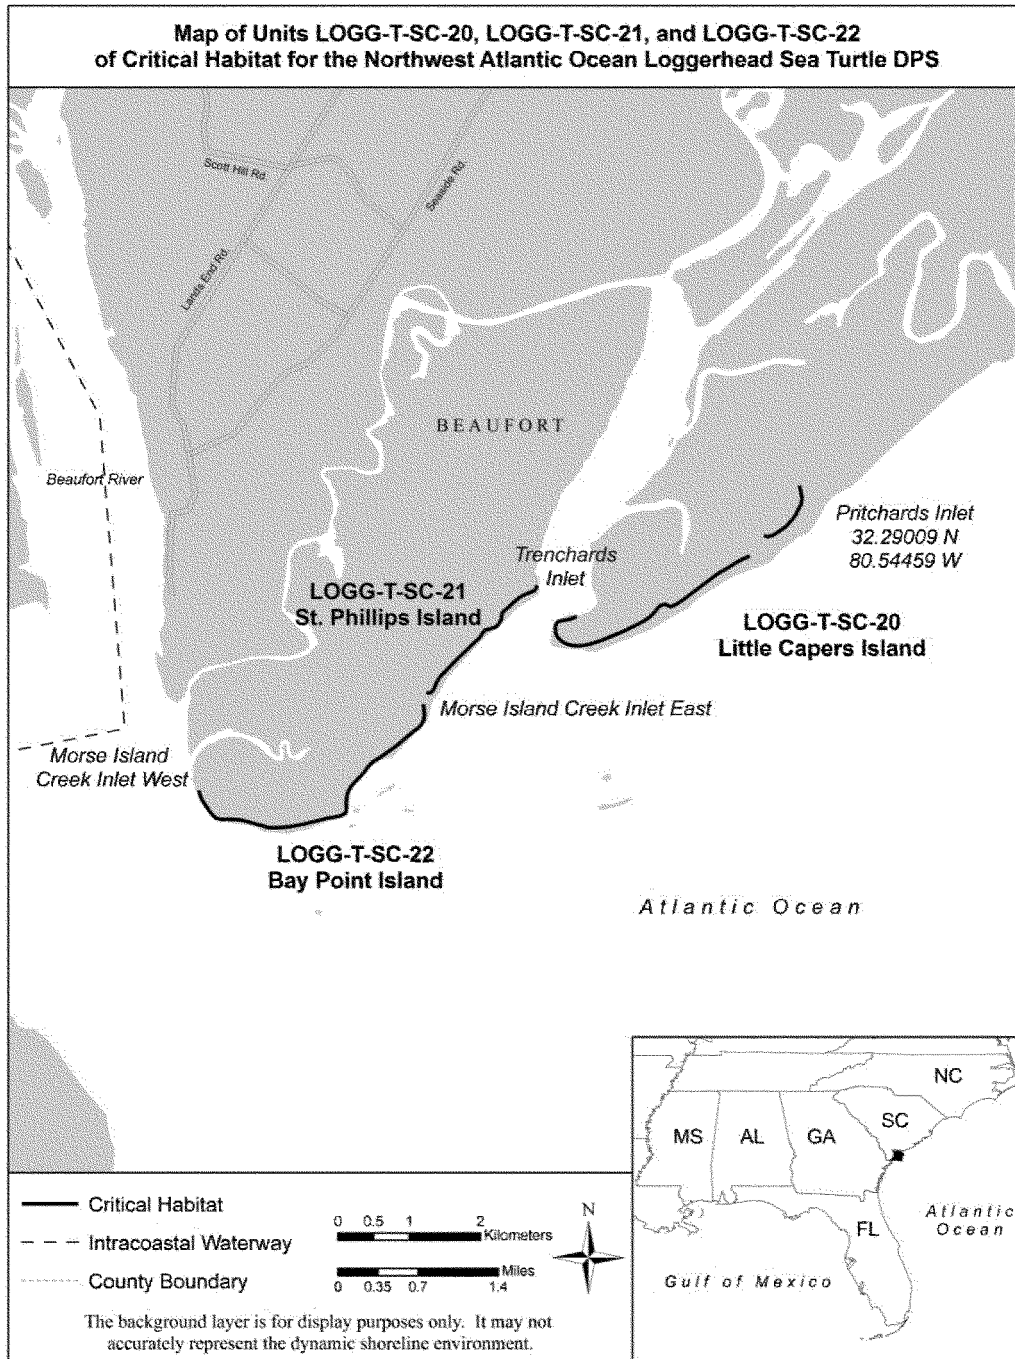 Map of Units LOGG-T-SC-20, LOGG-T-SC-21, and LOGG-T-SC-22
of Critical Habitat for the Northwest Atlantic Ocean Loggerhead Sea Turtle DPS
Scott Hill Rd.
Seaside Rd.
Lands End Rd.
BEAUFORT
Beaufort River
Pritchards Inlet
32.29009 N
80.54459 W
Trenchards
Inlet
LOGG-T-SC-21
St. Phillips Island
LOGG-T-SC-20
Little Capers Island
Morse Island Creek Inlet East
Morse Island
Creek Inlet West
LOGG-T-SC-22
Bay Point Island
Atlantic Ocean
NC
SC
MS
AL
GA
FL
Atlantic
Ocean
Gulf of Mexico
Critical Habitat
Intracoastal Waterway
County Boundary
0 0.5 1 2
Kilometers
Miles
0 0.35 0.7 1.4
N
The background layer is for display purposes only. It may not
accurately represent the dynamic shoreline environment.